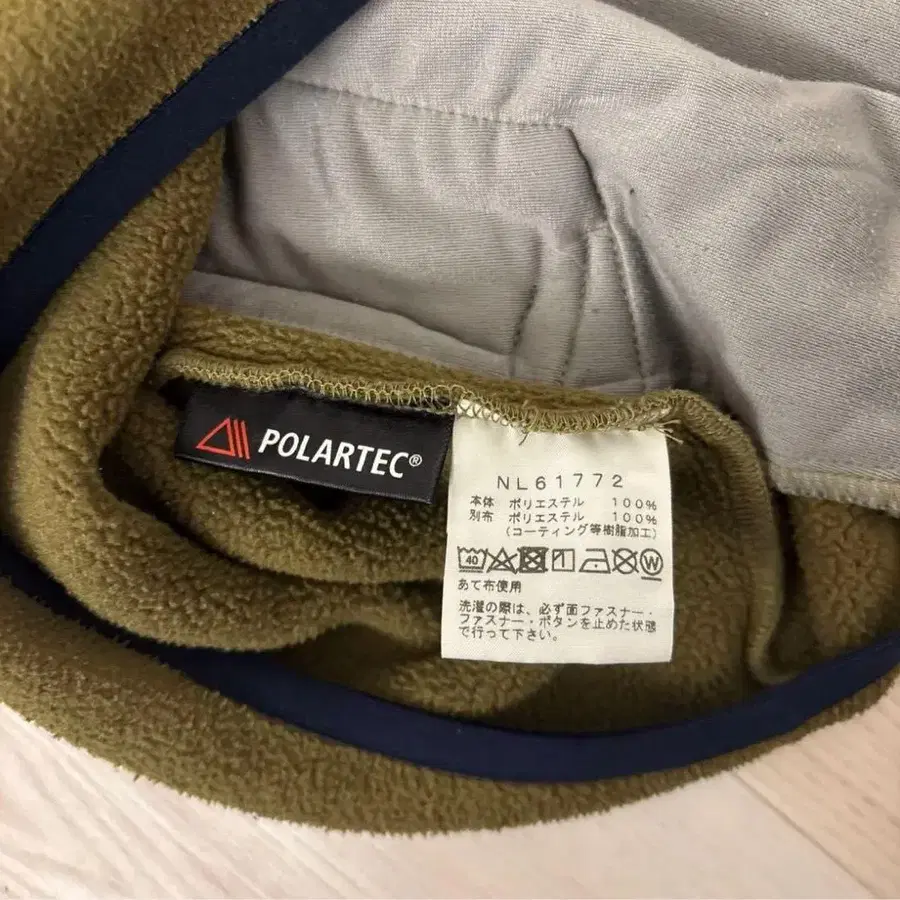 POLARTEC®
NL61772
本体 ポリエステル 100%
別布 ポリエステル 100%
(コーティング等樹脂加工)
40 W
あて布使用
洗濯の際は、必ず面ファスナー・
ファスナー・ボタンを止めた状態
で行って下さい。